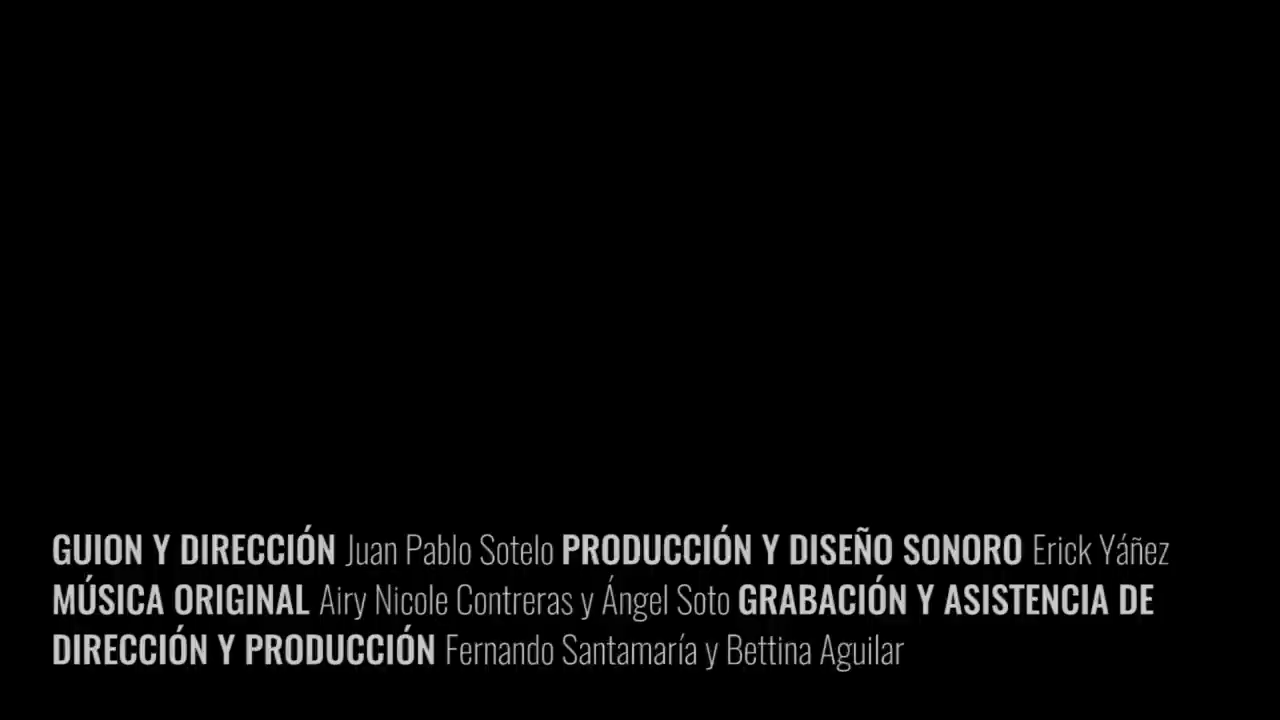 GUION Y DIRECCIÓN Juan Pablo Sotelo PRODUCCIÓN Y DISEÑO SONORO Erick Yáñez
MÚSICA ORIGINAL Airy Nicole Contreras y Ángel Soto GRABACIÓN Y ASISTENCIA DE
DIRECCIÓN Y PRODUCCIÓN Fernando Santamaría y Bettina Aguilar